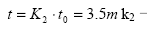 t = K₂ · t₀ = 3.5m k2 −